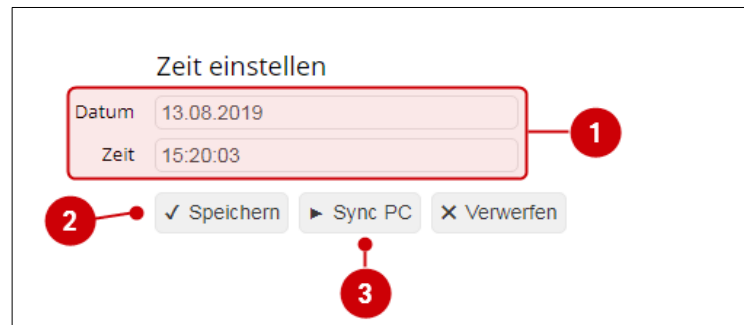 Zeit einstellen
Datum 13.08.2019
Zeit 15:20:03
1
2 ✓ Speichern ► Sync PC ✕ Verwerfen
3